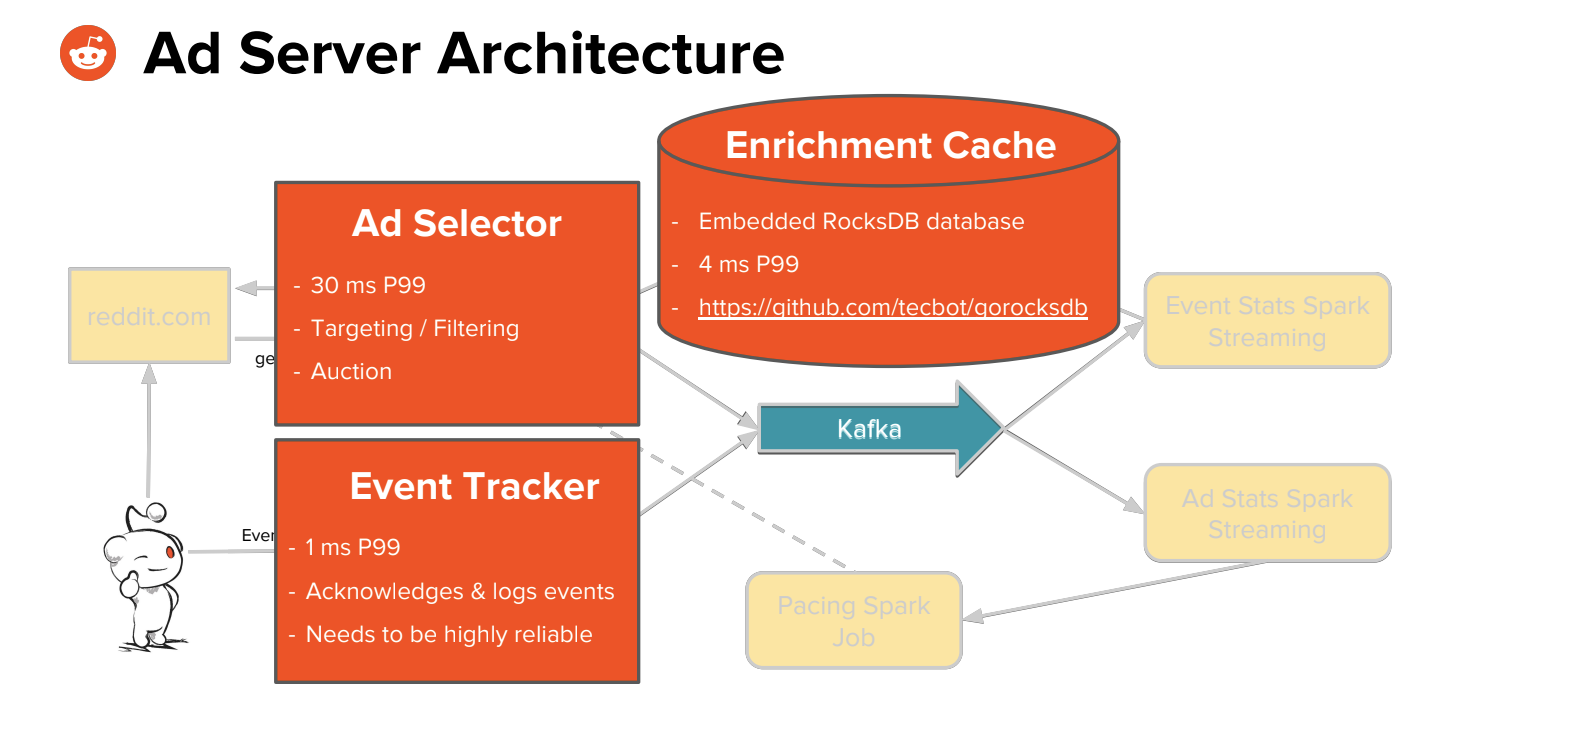 Ad Server Architecture
Enrichment Cache
- Embedded RocksDB database
- 4 ms P99
- https://github.com/tecbot/gorocksdb
Ad Selector
- 30 ms P99
- Targeting / Filtering
- Auction
reddit.com
ge
Event Stats Spark
Streaming
Kafka
Event Tracker
- 1 ms P99
- Acknowledges & logs events
- Needs to be highly reliable
Even
Ad Stats Spark
Streaming
Pacing Spark
Job